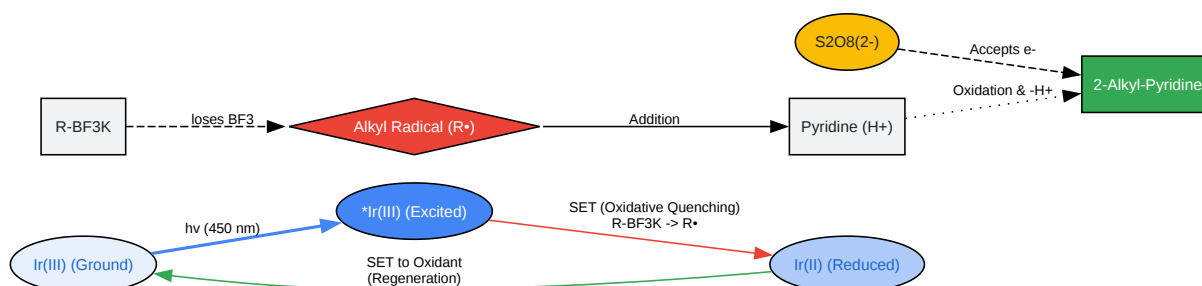 S2O8(2-)
Accepts e-
2-Alkyl-Pyridine
Oxidation & -H+
R-BF3K
loses BF3
Alkyl Radical (R•)
Addition
Pyridine (H+)
*Ir(III) (Excited)
SET (Oxidative Quenching)
R-BF3K -> R•
hν (450 nm)
Ir(III) (Ground)
SET to Oxidant
(Regeneration)
Ir(II) (Reduced)